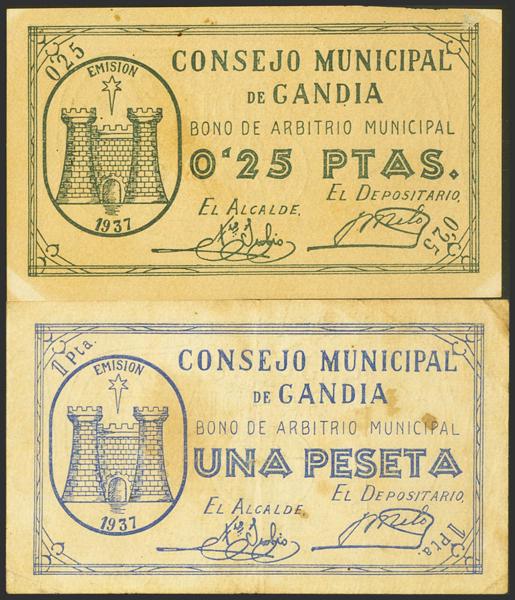 0'25
EMISION
1937
CONSEJO MUNICIPAL
DE GANDIA
BONO DE ARBITRIO MUNICIPAL
0'25 PTAS.
EL ALCALDE,
EL DEPOSITARIO,
0'25
1 Pta.
EMISION
1937
CONSEJO MUNICIPAL
DE GANDIA
BONO DE ARBITRIO MUNICIPAL
UNA PESETA
EL ALCALDE,
EL DEPOSITARIO,
1 Pta.